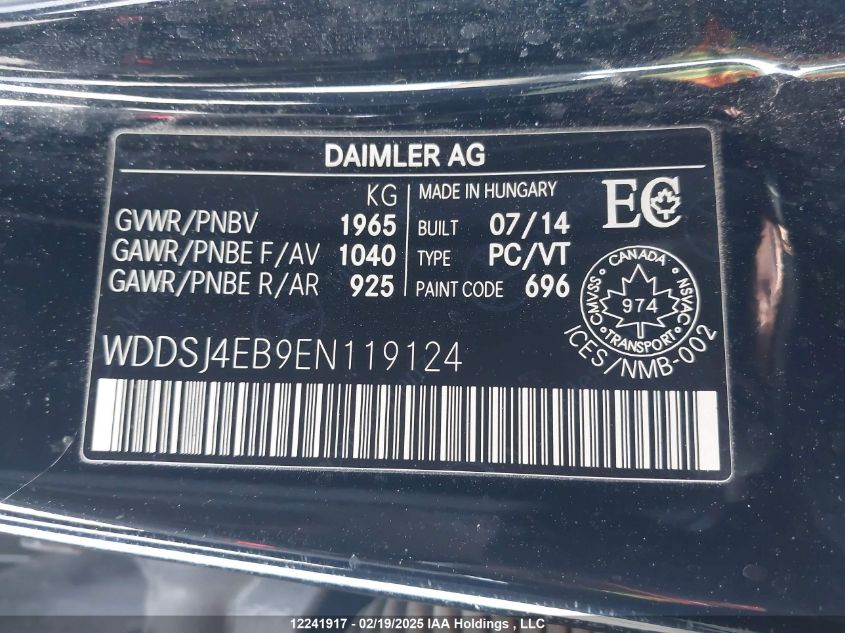 DAIMLER AG
KG
GVWR/PNBV 1965
GAWR/PNBE F/AV 1040
GAWR/PNBE R/AR 925
MADE IN HUNGARY
BUILT 07/14
TYPE PC/VT
PAINT CODE 696
EC
CANADA
CMVSS NSVAC
974
TRANSPORT
ICES/NMB-002
WDDSJ4EB9EN119124
12241917 - 02/19/2025 IAA Holdings, LLC